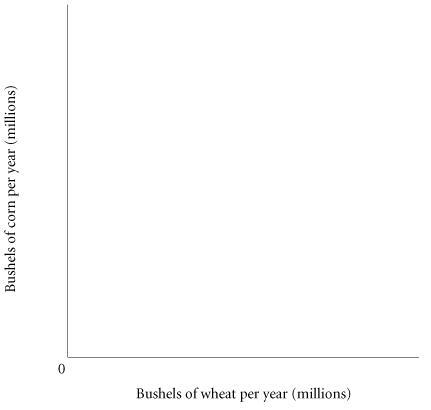 Bushels of corn per year (millions)
0
Bushels of wheat per year (millions)